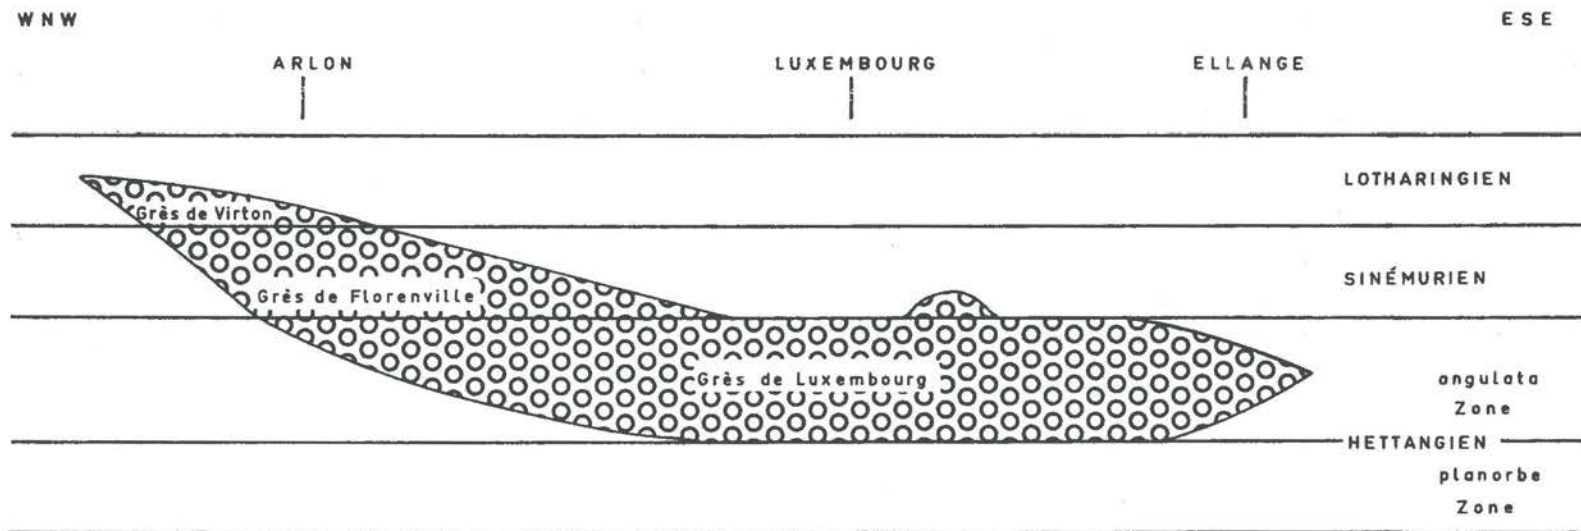 WNW ESE
ARLON LUXEMBOURG ELLANGE
LOTHARINGIEN
Grès de Virton
SINÉMURIEN
Grès de Florenville
Grès de Luxembourg angulata
Zone
HETTANGIEN
planorbe
Zone